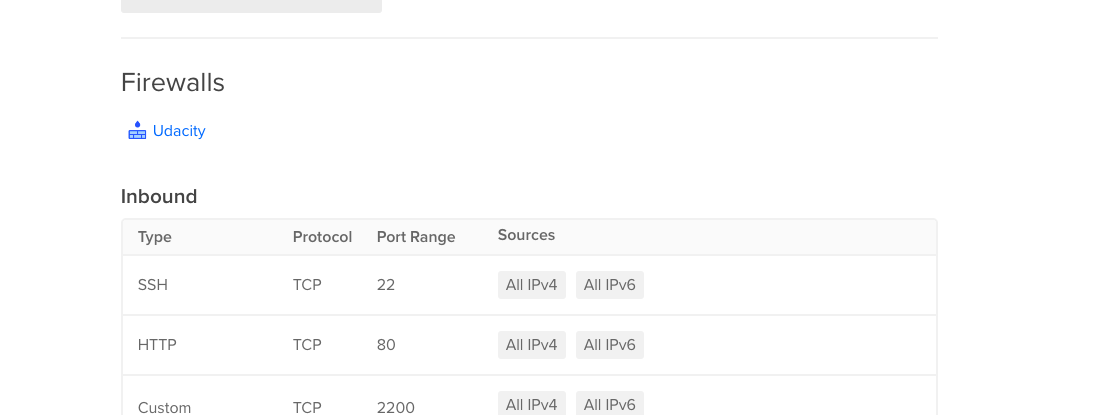 Firewalls
Udacity
Inbound
Type Protocol Port Range Sources
SSH TCP 22 All IPv4 All IPv6
HTTP TCP 80 All IPv4 All IPv6
Custom TCP 2200 All IPv4 All IPv6